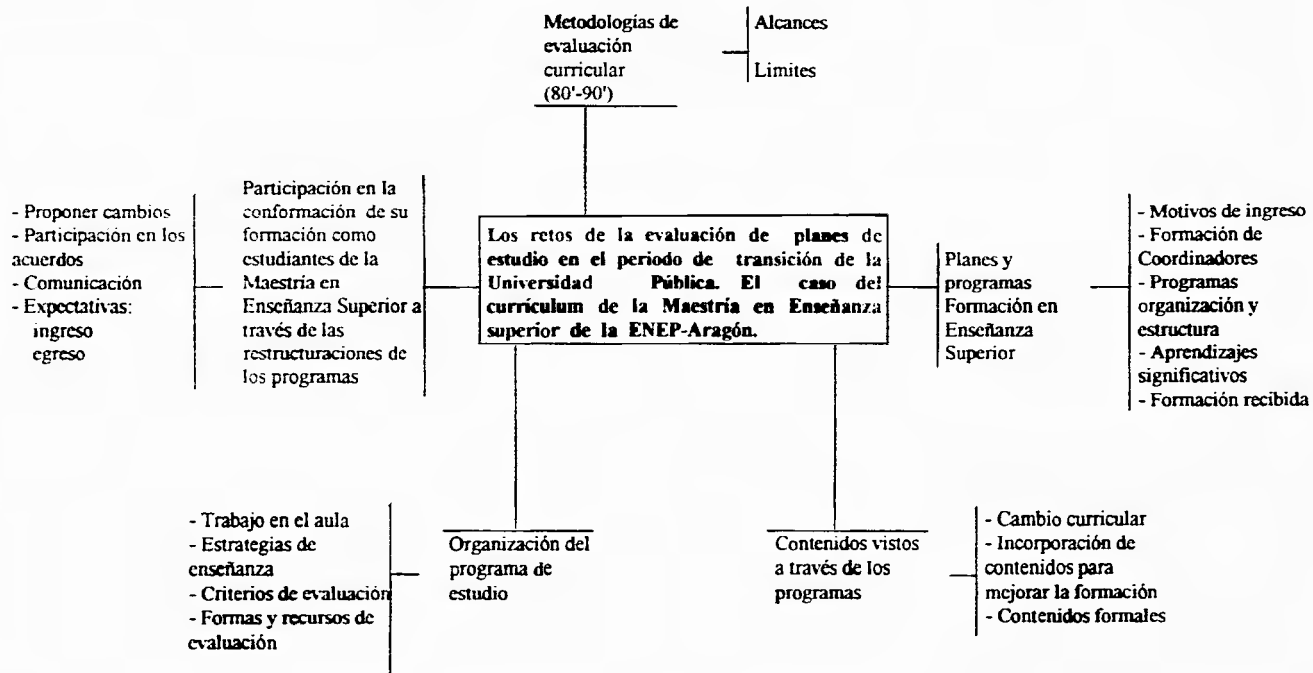 Metodologías de
evaluación
curricular
(80'-90')
Alcances
Limites
- Proponer cambios
- Participación en los
acuerdos
- Comunicación
- Expectativas:
ingreso
egreso
Participación en la
conformación de su
formación como
estudiantes de la
Maestría en
Enseñanza Superior a
través de las
restructuraciones de
los programas
Los retos de la evaluación de planes de
estudio en el periodo de transición de la
Universidad Pública. El caso del
currículum de la Maestría en Enseñanza
superior de la ENEP-Aragón.
Planes y
programas
Formación en
Enseñanza
Superior
- Motivos de ingreso
- Formación de
Coordinadores
- Programas
organización y
estructura
- Aprendizajes
significativos
- Formación recibida
- Trabajo en el aula
- Estrategias de
enseñanza
- Criterios de evaluación
- Formas y recursos de
evaluación
Organización del
programa de
estudio
Contenidos vistos
a través de los
programas
- Cambio curricular
- Incorporación de
contenidos para
mejorar la formación
- Contenidos formales